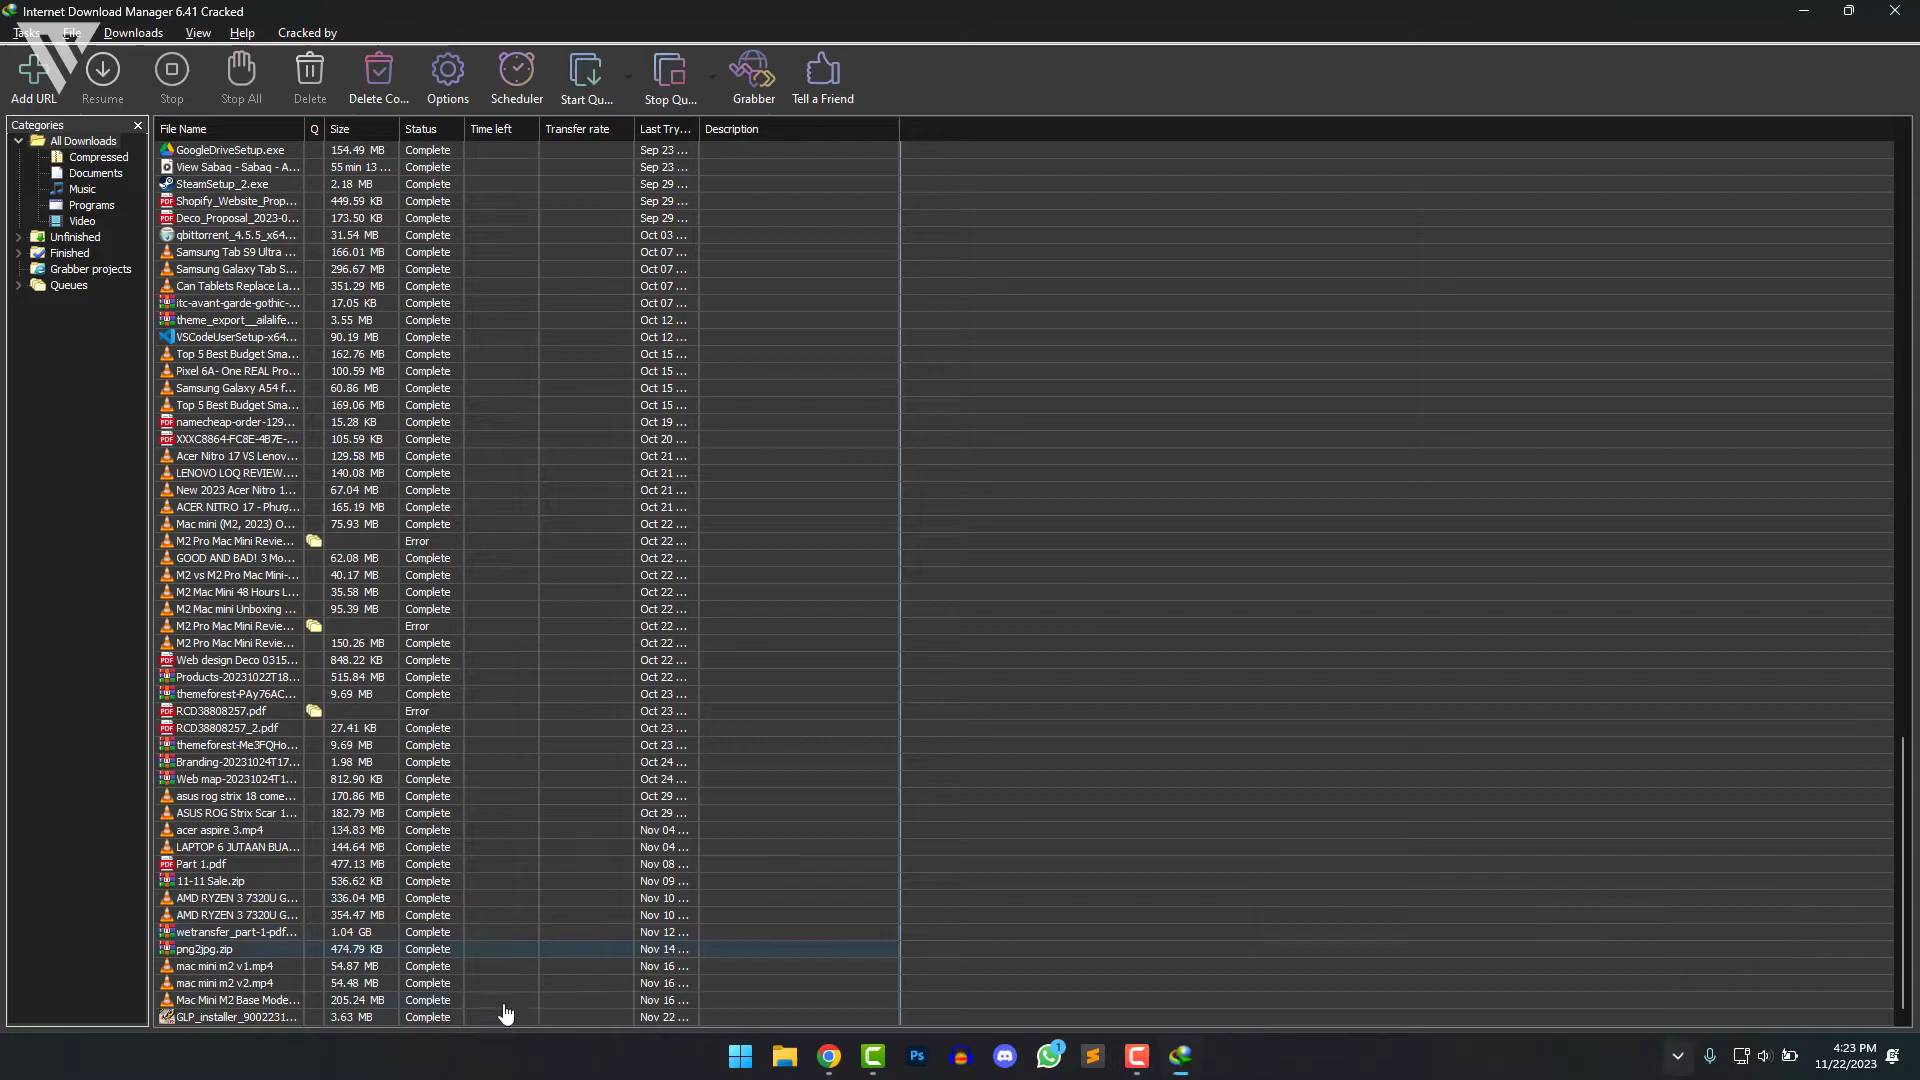 Internet Download Manager 6.41 Cracked
Tasks File Downloads View Help Cracked by
Add URL Resume Stop Stop All Delete Delete Co... Options Scheduler Start Qu... Stop Qu... Grabber Tell a Friend
Categories
All Downloads
Compressed
Documents
Music
Programs
Video
Unfinished
Finished
Grabber projects
Queues
File Name Q Size Status Time left Transfer rate Last Try... Description
GoogleDriveSetup.exe 154.49 MB Complete Sep 23 ...
View Sabaq - Sabaq - A... 55 min 13 ... Complete Sep 23 ...
SteamSetup_2.exe 2.18 MB Complete Sep 29 ...
Shopify_Website_Prop... 449.59 KB Complete Sep 29 ...
Deco_Proposal_2023-0... 173.50 KB Complete Sep 29 ...
qbittorrent_4.5.5_x64... 31.54 MB Complete Oct 03 ...
Samsung Tab S9 Ultra ... 166.01 MB Complete Oct 07 ...
Samsung Galaxy Tab S... 296.67 MB Complete Oct 07 ...
Can Tablets Replace La... 351.29 MB Complete Oct 07 ...
itc-avant-garde-gothic-... 17.05 KB Complete Oct 07 ...
theme_export__ailalife... 3.55 MB Complete Oct 12 ...
VSCodeUserSetup-x64... 90.19 MB Complete Oct 12 ...
Top 5 Best Budget Sma... 162.76 MB Complete Oct 15 ...
Pixel 6A- One REAL Pro... 100.59 MB Complete Oct 15 ...
Samsung Galaxy A54 f... 60.86 MB Complete Oct 15 ...
Top 5 Best Budget Sma... 169.06 MB Complete Oct 15 ...
namecheap-order-129... 15.28 KB Complete Oct 19 ...
XXXC8864-FC8E-4B7E-... 105.59 KB Complete Oct 20 ...
Acer Nitro 17 VS Lenov... 129.58 MB Complete Oct 21 ...
LENOVO LOQ REVIEW.... 140.08 MB Complete Oct 21 ...
New 2023 Acer Nitro 1... 67.04 MB Complete Oct 21 ...
ACER NITRO 17 - Phượ... 165.19 MB Complete Oct 21 ...
Mac mini (M2, 2023) O... 75.93 MB Complete Oct 22 ...
M2 Pro Mac Mini Revie... Error Oct 22 ...
GOOD AND BAD! 3 Mo... 62.08 MB Complete Oct 22 ...
M2 vs M2 Pro Mac Mini-... 40.17 MB Complete Oct 22 ...
M2 Mac Mini 48 Hours L... 35.58 MB Complete Oct 22 ...
M2 Mac mini Unboxing ... 95.39 MB Complete Oct 22 ...
M2 Pro Mac Mini Revie... Error Oct 22 ...
M2 Pro Mac Mini Revie... 150.26 MB Complete Oct 22 ...
Web design Deco 0315... 848.22 KB Complete Oct 22 ...
Products-20231022T18... 515.84 MB Complete Oct 22 ...
themeforest-PAy76AC... 9.69 MB Complete Oct 23 ...
RCD38808257.pdf Error Oct 23 ...
RCD38808257_2.pdf 27.41 KB Complete Oct 23 ...
themeforest-Me3FQHo... 9.69 MB Complete Oct 23 ...
Branding-20231024T17... 1.98 MB Complete Oct 24 ...
Web map-20231024T1... 812.90 KB Complete Oct 24 ...
asus rog strix 18 come... 170.86 MB Complete Oct 29 ...
ASUS ROG Strix Scar 1... 182.79 MB Complete Oct 29 ...
acer aspire 3.mp4 134.83 MB Complete Nov 04 ...
LAPTOP 6 JUTAAN BUA... 144.64 MB Complete Nov 04 ...
Part 1.pdf 477.13 MB Complete Nov 08 ...
11-11 Sale.zip 536.62 KB Complete Nov 09 ...
AMD RYZEN 3 7320U G... 336.04 MB Complete Nov 10 ...
AMD RYZEN 3 7320U G... 354.47 MB Complete Nov 10 ...
wetransfer_part-1-pdf... 1.04 GB Complete Nov 12 ...
png2jpg.zip 474.79 KB Complete Nov 14 ...
mac mini m2 v1.mp4 54.87 MB Complete Nov 16 ...
mac mini m2 v2.mp4 54.48 MB Complete Nov 16 ...
Mac Mini M2 Base Mode... 205.24 MB Complete Nov 16 ...
GLP_installer_9002231... 3.63 MB Complete Nov 22 ...
Ps
1
4:23 PM
11/22/2023